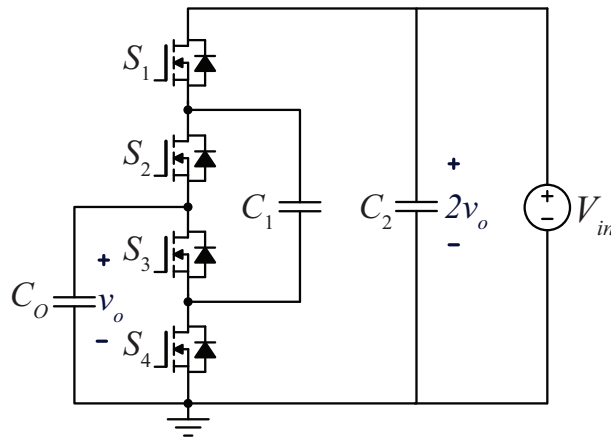 S1
S2
S3
S4
C1
C2
CO
+
vo
−
+
2vo
−
+
−
Vin